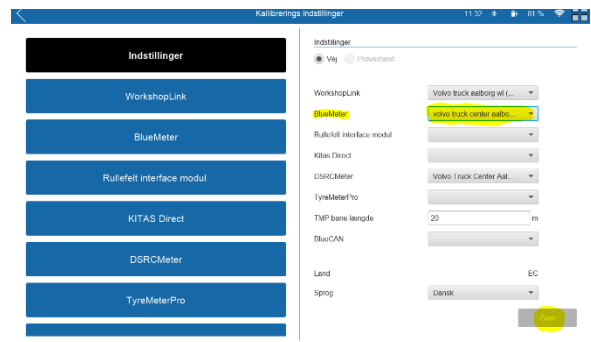 Kallibrerings indstillinger 11:32 81 %
Indstillinger
WorkshopLink
BlueMeter
Rullefelt interface modul
KITAS Direct
DSRCMeter
TyreMeterPro
Indstillinger
Vej Prøvestand
WorkshopLink Volvo truck aalborg wl (...
BlueMeter volvo truck center aalbo...
Rullefelt interface modul
Kitas Direct
DSRCMeter Volvo Truck Center Aal...
TyreMeterPro
TMP bane længde 20 m
BlueCAN
Land EC
Sprog Dansk
Gem